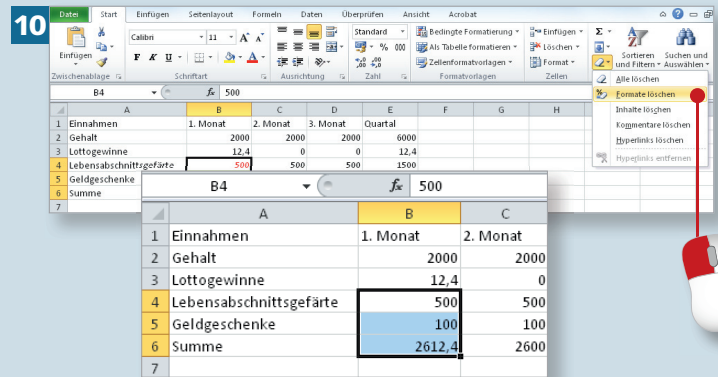 10
Datei Start Einfügen Seitenlayout Formeln Daten Überprüfen Ansicht Acrobat
Einfügen
Calibri 11 A A
F K U
Standard
% 000
Bedingte Formatierung
Als Tabelle formatieren
Zellenformatvorlagen
Einfügen
Löschen
Format
Σ
Sortieren und Filtern
Suchen und Auswählen
Zwischenablage Schriftart Ausrichtung Zahl Formatvorlagen Zellen
Alle löschen
Formate löschen
Inhalte löschen
Kommentare löschen
Hyperlinks löschen
Hyperlinks entfernen
B4 fx 500
A B C D E F G H
1 Einnahmen 1. Monat 2. Monat 3. Monat Quartal
2 Gehalt 2000 2000 2000 6000
3 Lottogewinne 12,4 0 0 12,4
4 Lebensabschnittsgefärte 500 500 500 1500
5 Geldgeschenke
6 Summe
7
B4 fx 500
A B C
1 Einnahmen 1. Monat 2. Monat
2 Gehalt 2000 2000
3 Lottogewinne 12,4 0
4 Lebensabschnittsgefärte 500 500
5 Geldgeschenke 100 100
6 Summe 2612,4 2600
7